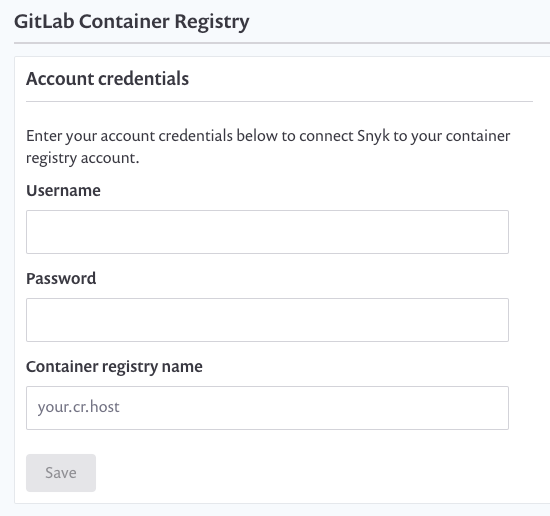 GitLab Container Registry
Account credentials
Enter your account credentials below to connect Snyk to your container
registry account.
Username
Password
Container registry name
your.cr.host
Save